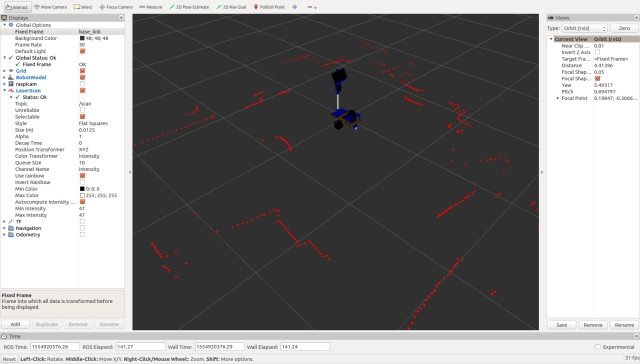 Interact Move Camera Select Focus Camera Measure 2D Pose Estimate 2D Nav Goal Publish Point
Displays
Global Options
Fixed Frame base_link
Background Color 48; 48; 48
Frame Rate 30
Default Light
Global Status: Ok
Fixed Frame OK
Grid
RobotModel
raspicam
LaserScan
Status: Ok
Topic /scan
Unreliable
Selectable
Style Flat Squares
Size (m) 0.0125
Alpha 1
Decay Time 0
Position Transformer XYZ
Color Transformer Intensity
Queue Size 10
Channel Name intensity
Use rainbow
Invert Rainbow
Min Color 0; 0; 0
Max Color 255; 255; 255
Autocompute Intensity ...
Min Intensity 47
Max Intensity 47
TF
Navigation
Odometry
Fixed Frame
Frame into which all data is transformed before
being displayed.
Add Duplicate Remove Rename
Views
Type: Orbit (rviz) Zero
Current View Orbit (rviz)
Near Clip ... 0.01
Invert Z Axis
Target Fra... <Fixed Frame>
Distance 4.41396
Focal Shap... 0.05
Focal Shap...
Yaw 5.49317
Pitch 0.694797
Focal Point 0.19847; -0.3666...
Save Remove Rename
Time
ROS Time: 1554920376.26 ROS Elapsed: 141.27 Wall Time: 1554920376.29 Wall Elapsed: 141.24 Experimental
Reset Left-Click: Rotate. Middle-Click: Move X/Y. Right-Click/Mouse Wheel: Zoom. Shift: More options. 31 fps